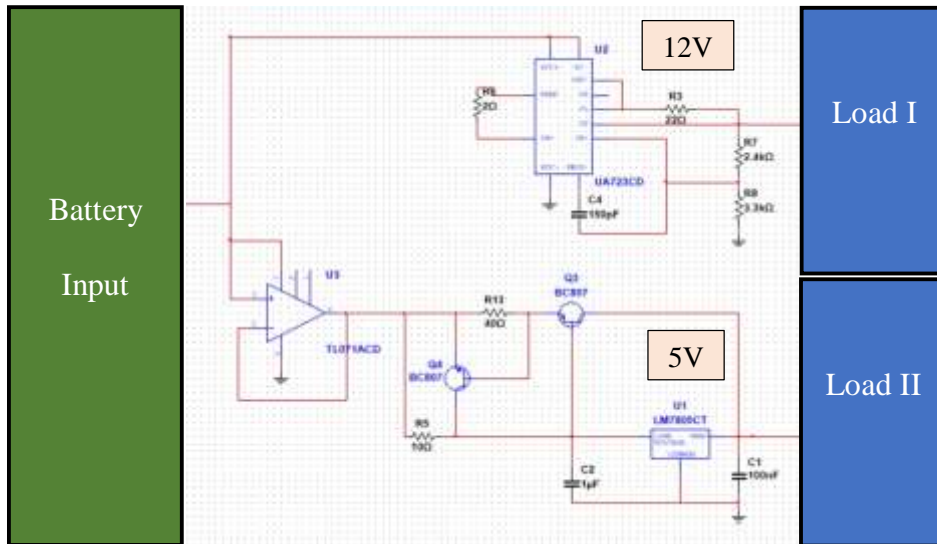 Battery
Input
12V
Load I
5V
Load II
U2
R6
2Ω
R3
22Ω
R7
2.4kΩ
R8
3.3kΩ
UA723CD
C4
150pF
U3
TL071ACD
R13
40Ω
Q3
BC807
Q4
BC807
R5
10Ω
U1
LM7805CT
C2
1µF
C1
100nF